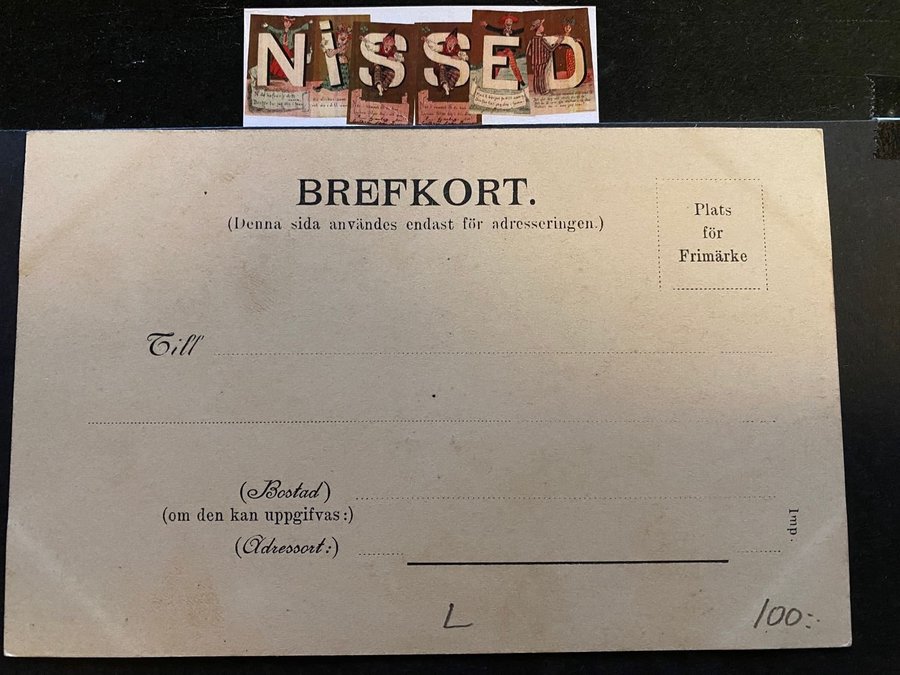 NiSSED
BREFKORT.
(Denna sida användes endast för adresseringen.)
Plats
för
Frimärke
Till
(Bostad)
(om den kan uppgifvas:)
(Adressort:)
Imp.
L
100:-